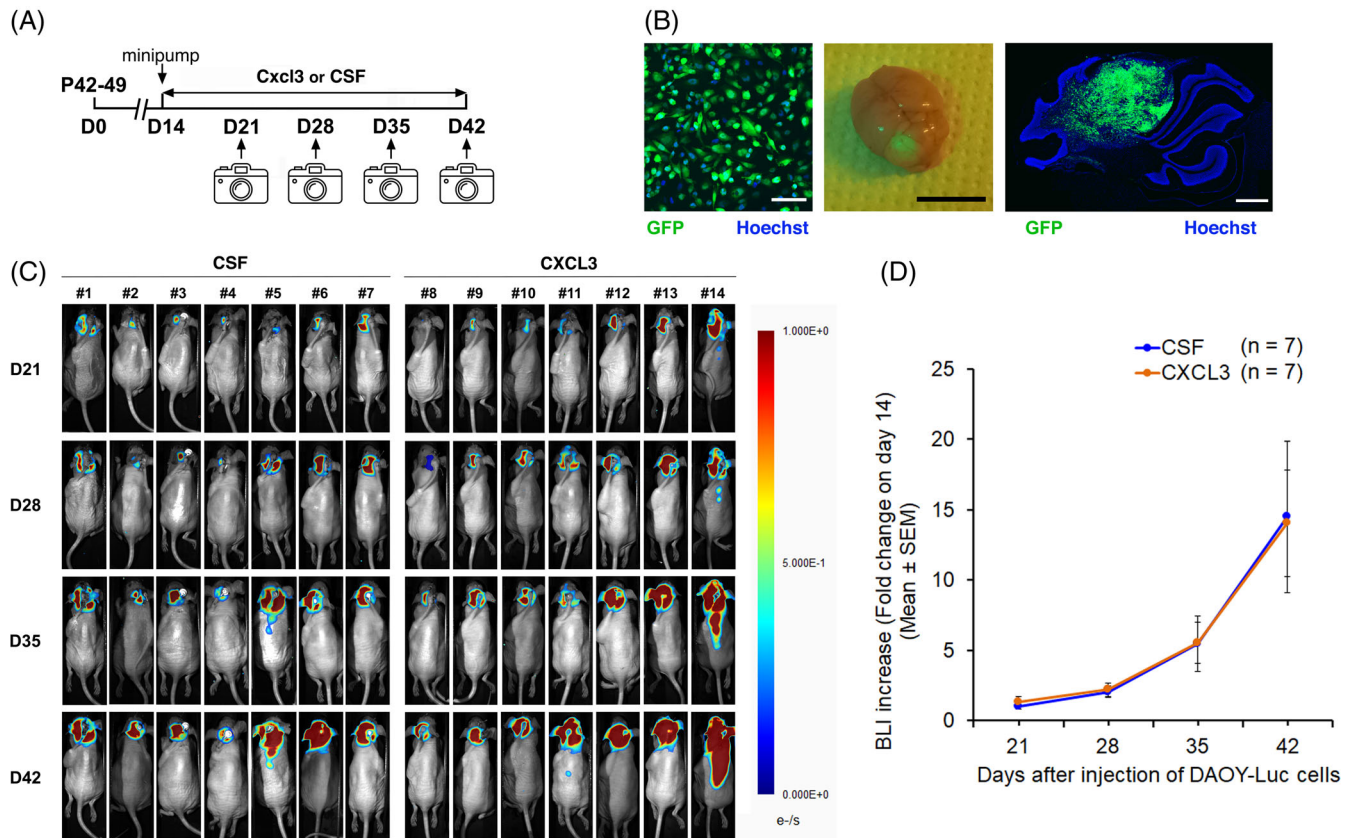 (A)
minipump
Cxcl3 or CSF
P42-49
D0 D14 D21 D28 D35 D42
(B)
GFP Hoechst
GFP Hoechst
(C)
CSF CXCL3
#1 #2 #3 #4 #5 #6 #7 #8 #9 #10 #11 #12 #13 #14
D21
D28
D35
D42
1.000E+0
5.000E-1
0.000E+0
e-/s
(D)
CSF (n = 7)
CXCL3 (n = 7)
BLI increase (Fold change on day 14)
(Mean ± SEM)
25
20
15
10
5
0
21 28 35 42
Days after injection of DAOY-Luc cells